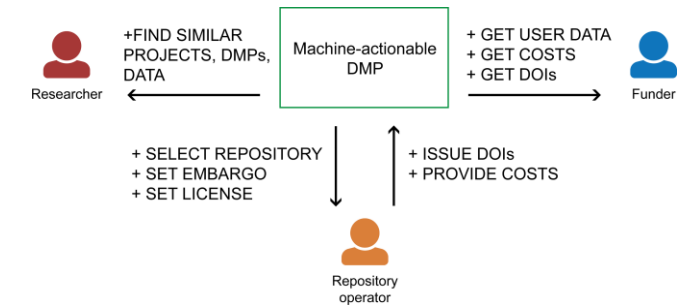 +FIND SIMILAR
PROJECTS, DMPs,
DATA
Researcher
Machine-actionable
DMP
+ GET USER DATA
+ GET COSTS
+ GET DOIs
Funder
+ SELECT REPOSITORY
+ SET EMBARGO
+ SET LICENSE
+ ISSUE DOIs
+ PROVIDE COSTS
Repository
operator